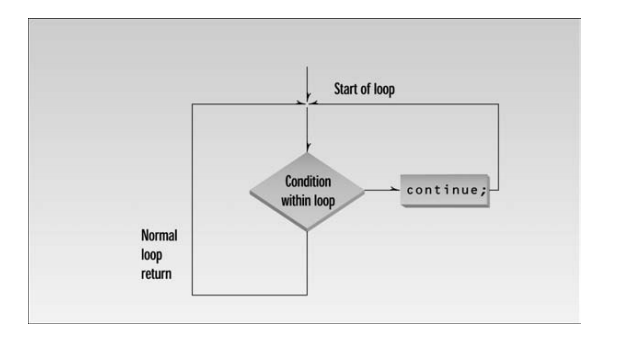 Start of loop
Condition
within loop
continue;
Normal
loop
return